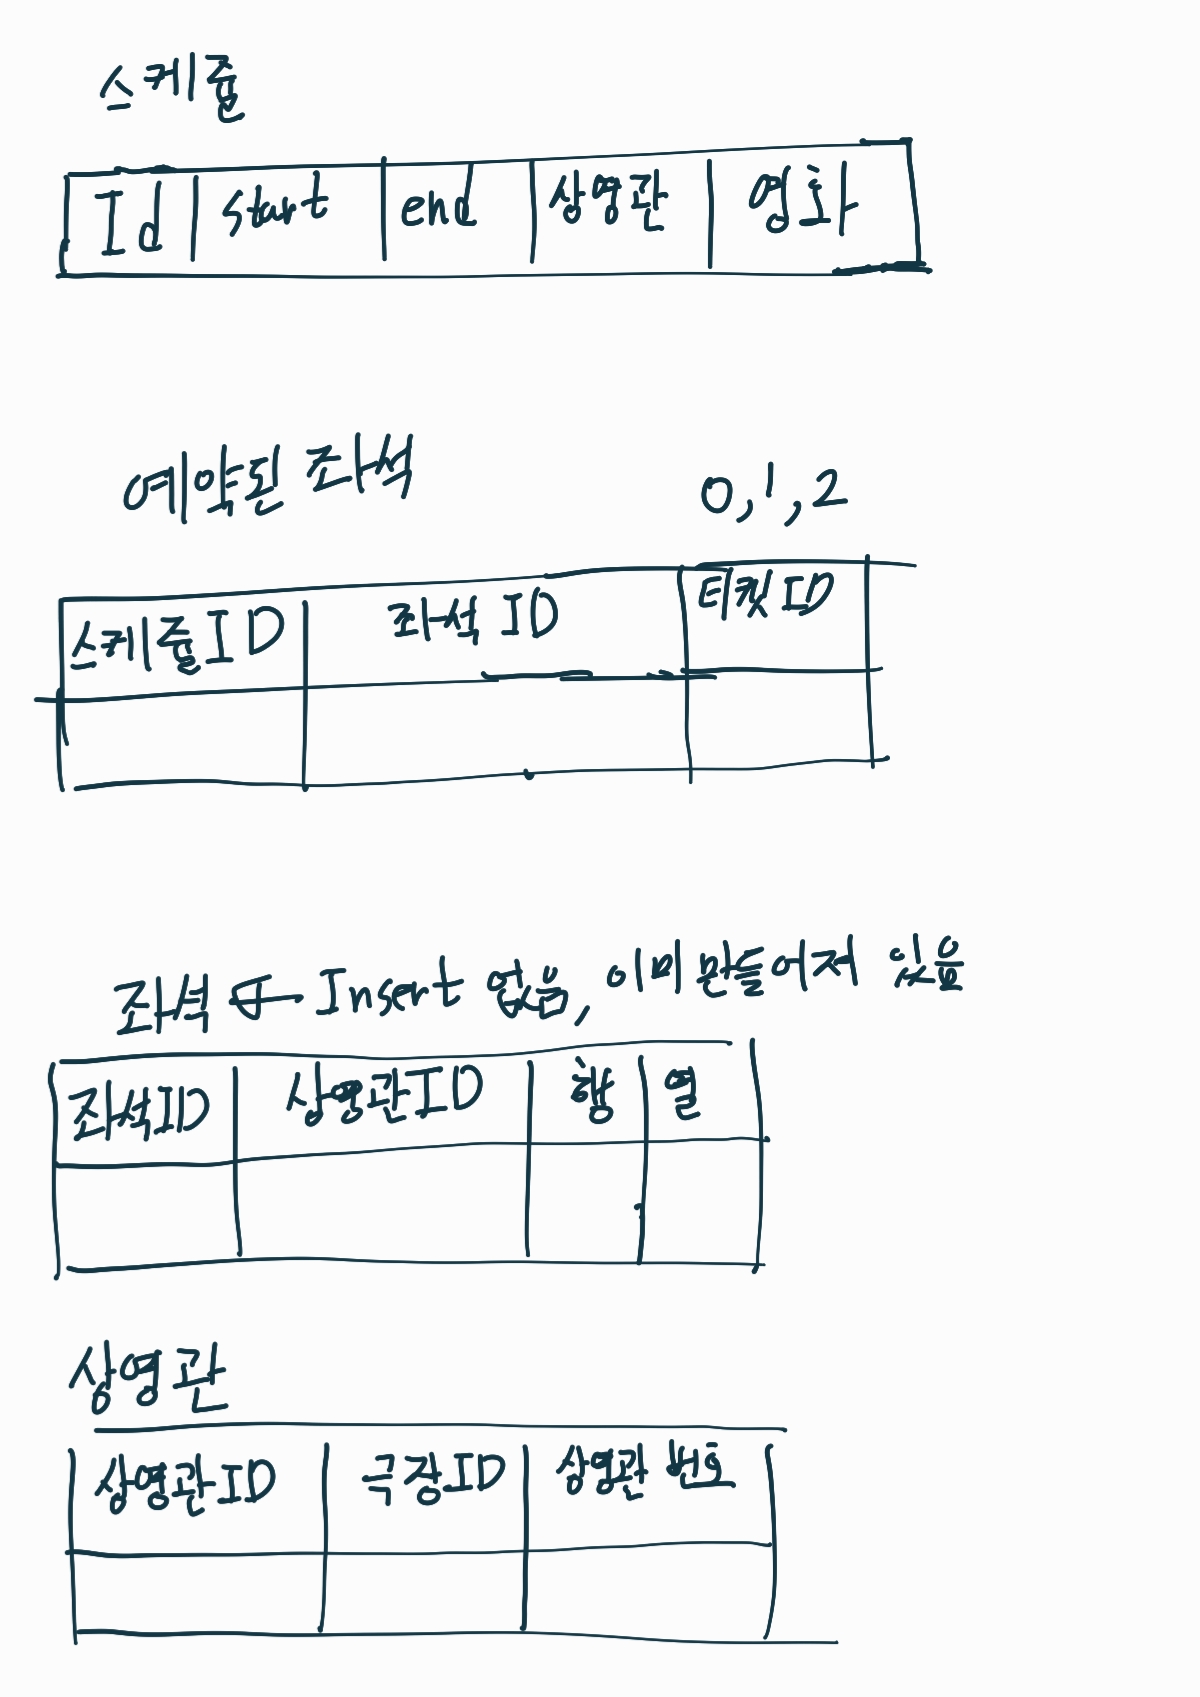 스케줄
Id start end 상영관 영화
예약된 좌석 0, 1, 2
스케줄ID 좌석 ID 티켓ID
좌석 ← Insert 없음, 이미 만들어져 있음
좌석ID 상영관ID 행 열
상영관
상영관ID 극장ID 상영관 번호